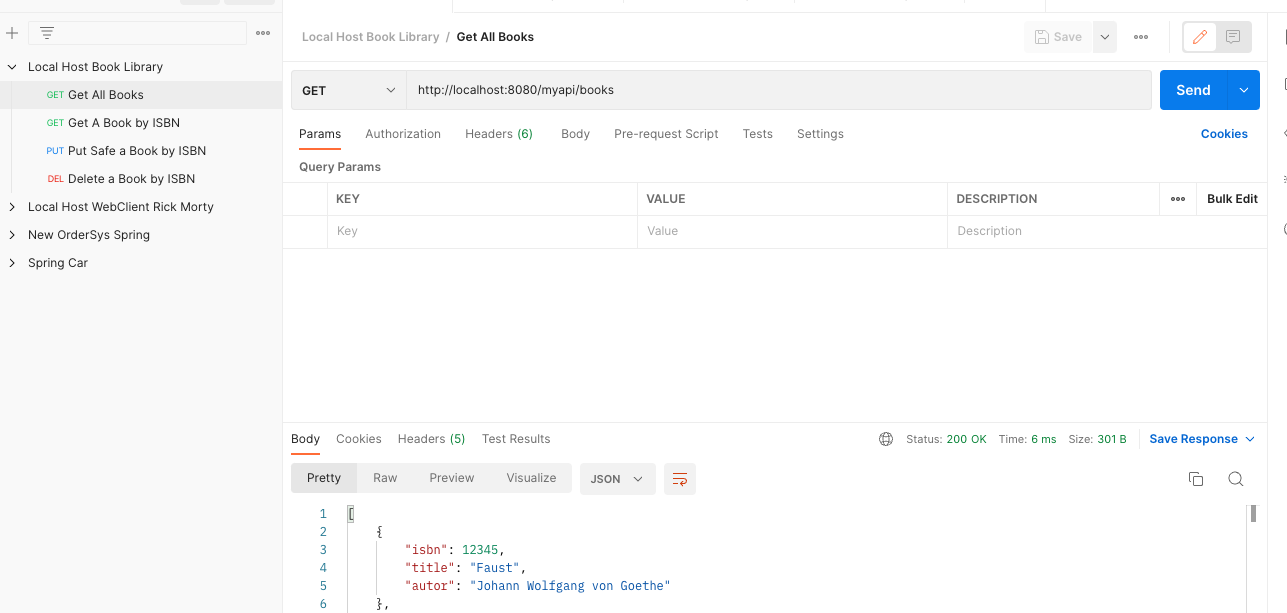 Local Host Book Library / Get All Books
Save
Local Host Book Library
GET Get All Books
GET Get A Book by ISBN
PUT Put Safe a Book by ISBN
DEL Delete a Book by ISBN
Local Host WebClient Rick Morty
New OrderSys Spring
Spring Car
GET http://localhost:8080/myapi/books Send
Params Authorization Headers (6) Body Pre-request Script Tests Settings Cookies
Query Params
KEY VALUE DESCRIPTION Bulk Edit
Key Value Description
Body Cookies Headers (5) Test Results Status: 200 OK Time: 6 ms Size: 301 B Save Response
Pretty Raw Preview Visualize JSON
1 [
2 {
3 "isbn": 12345,
4 "title": "Faust",
5 "autor": "Johann Wolfgang von Goethe"
6 },